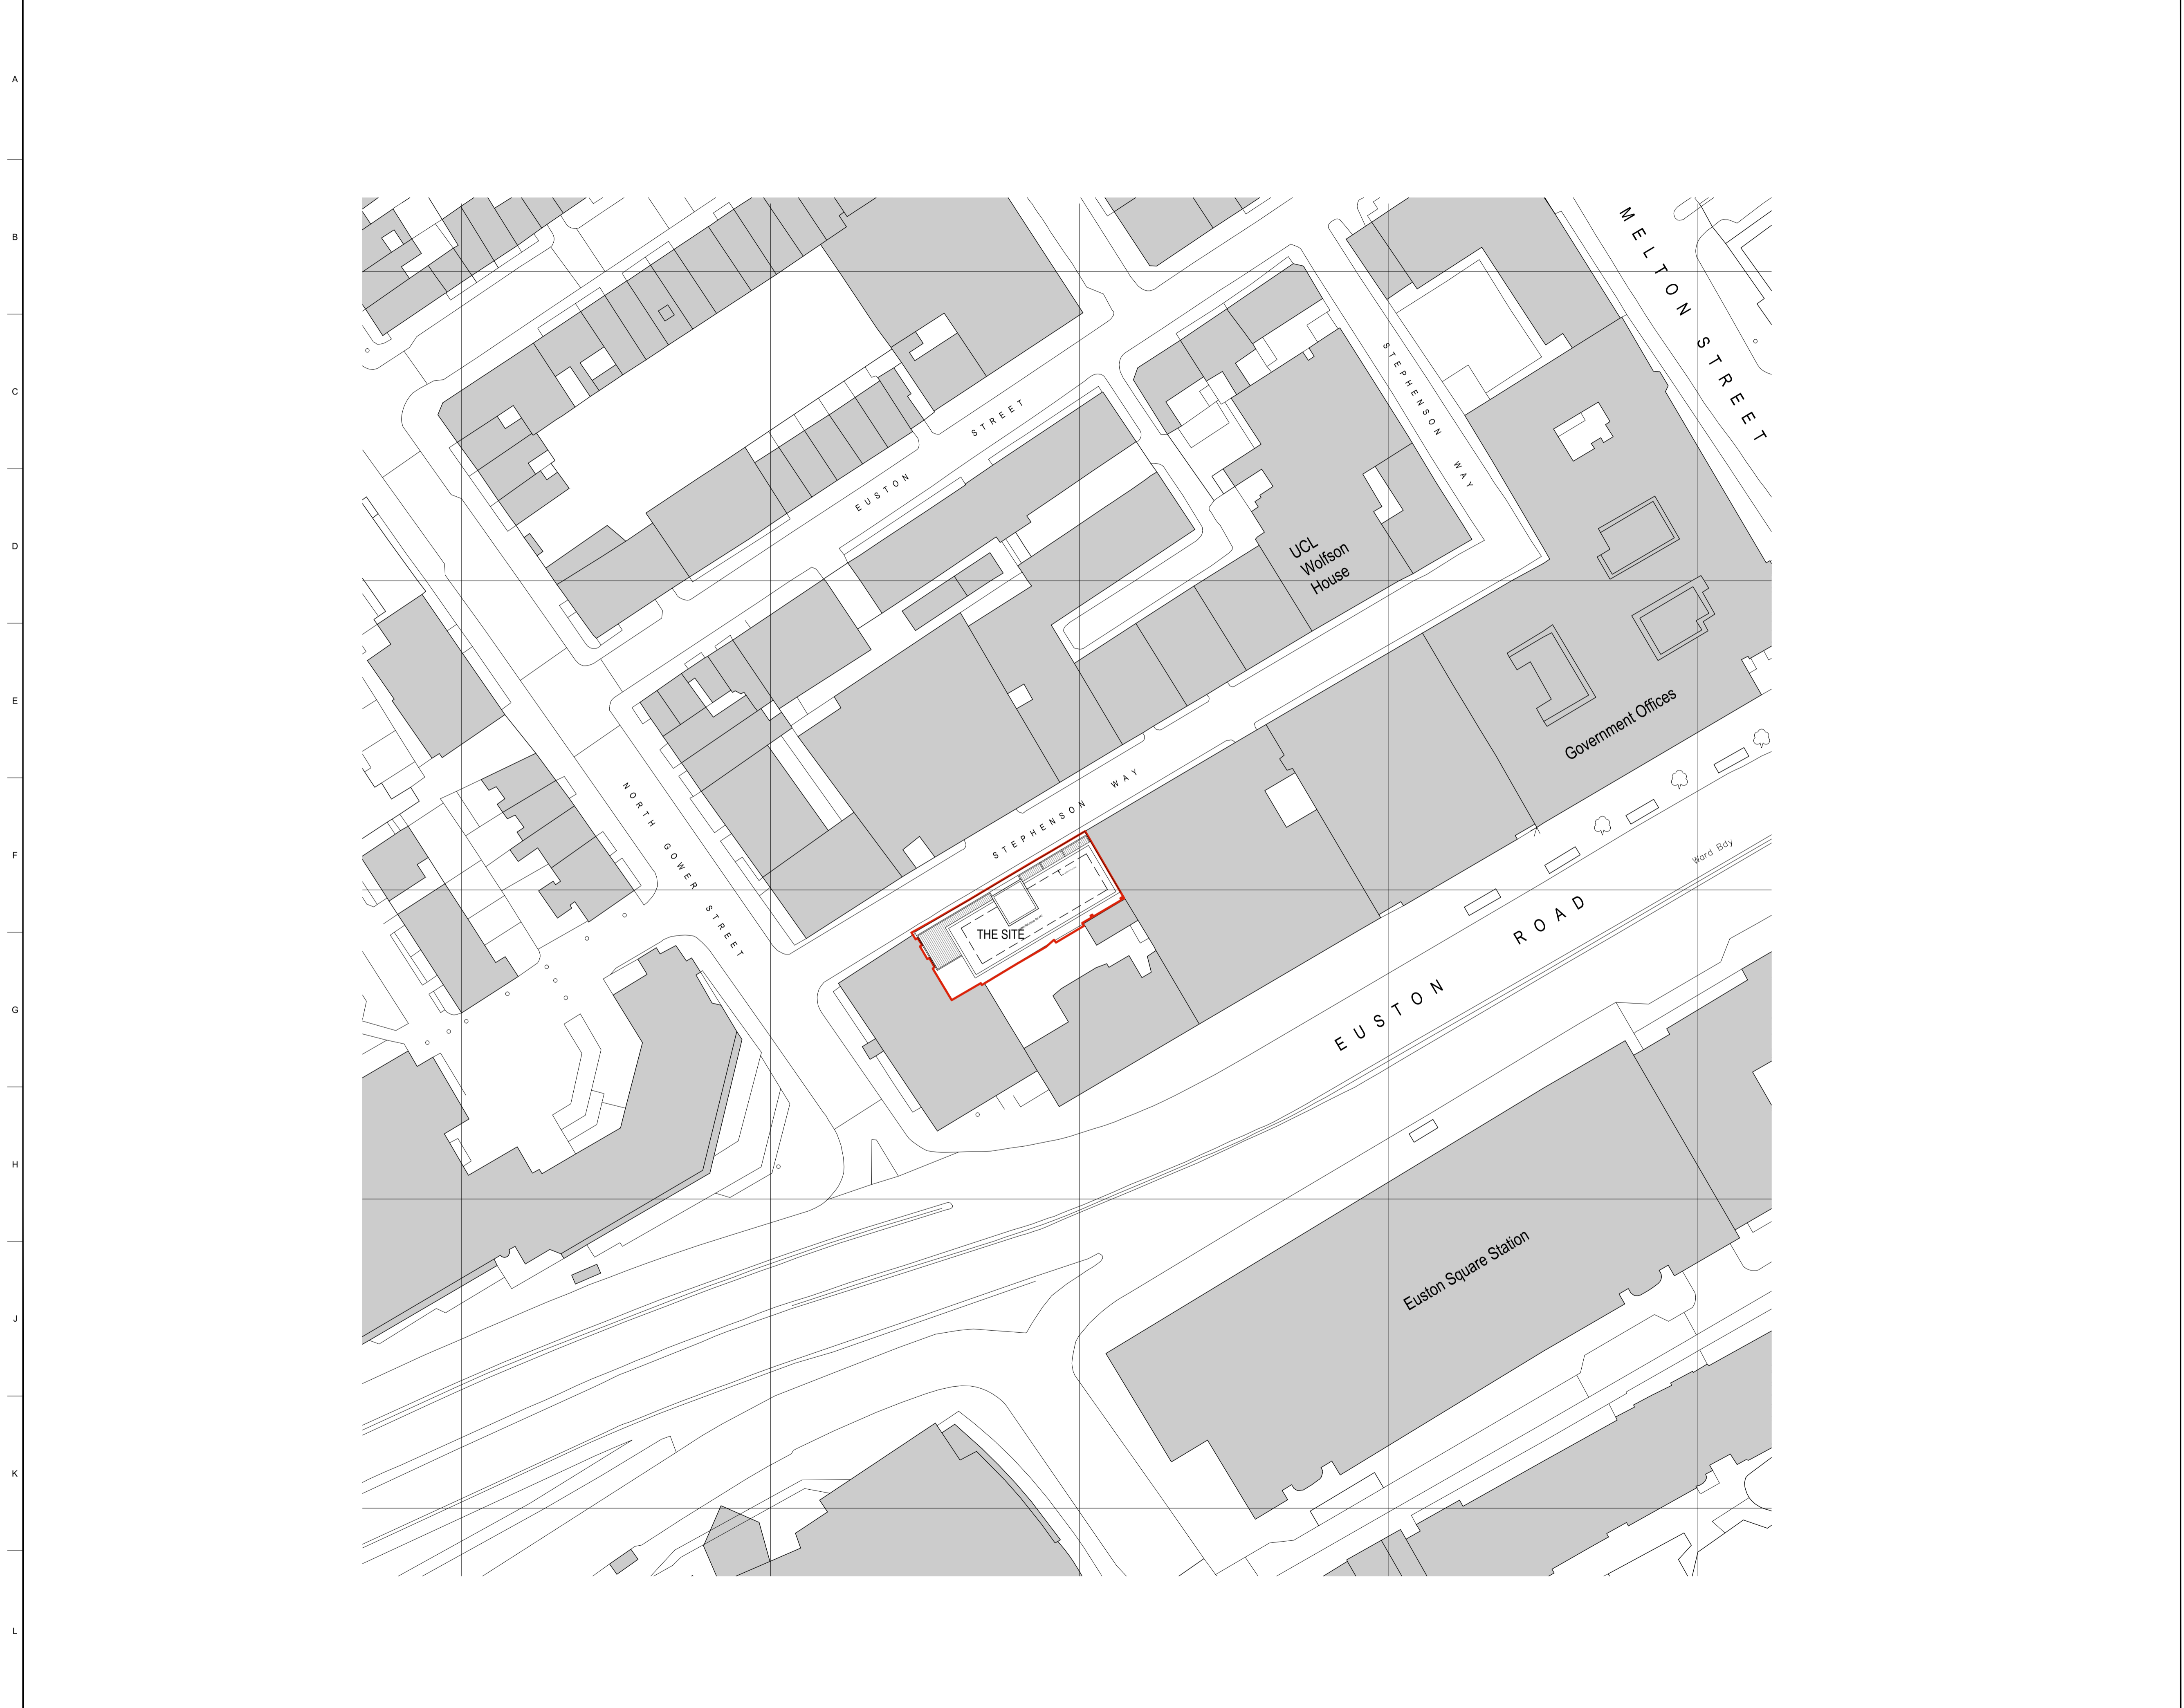 A
B
C
D
E
F
G
H
J
K
L
MELTON STREET
STEPHENSON WAY
EUSTON STREET
UCL
Wolfson
House
Government Offices
NORTH GOWER STREET
STEPHENSON WAY
Ward Bdy
THE SITE
EUSTON ROAD
Euston Square Station